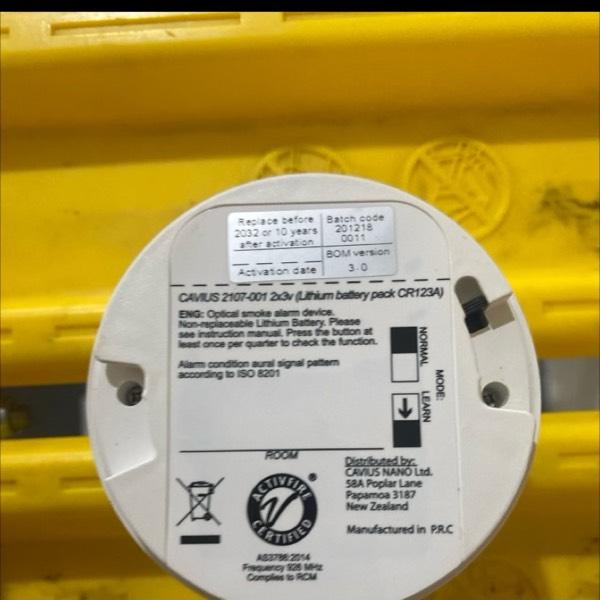 Replace before
2032 or 10 years
after activation
Activation date
Batch code
201218
0011
BOM version
3.0
CAVIUS 2107-001 2x3v (Lithium battery pack CR123A)
ENG: Optical smoke alarm device.
Non-replaceable Lithium Battery. Please
see instruction manual. Press the button at
least once per quarter to check the function.
Alarm condition aural signal pattern
according to ISO 8201
NORMAL
MODE:
LEARN
ROOM
ACTIVFIRE
®
CERTIFIED
AS3786:2014
Frequency 926 MHz
Complies to RCM
Distributed by:
CAVIUS NANO Ltd.
58A Poplar Lane
Papamoa 3187
New Zealand
Manufactured in P.R.C